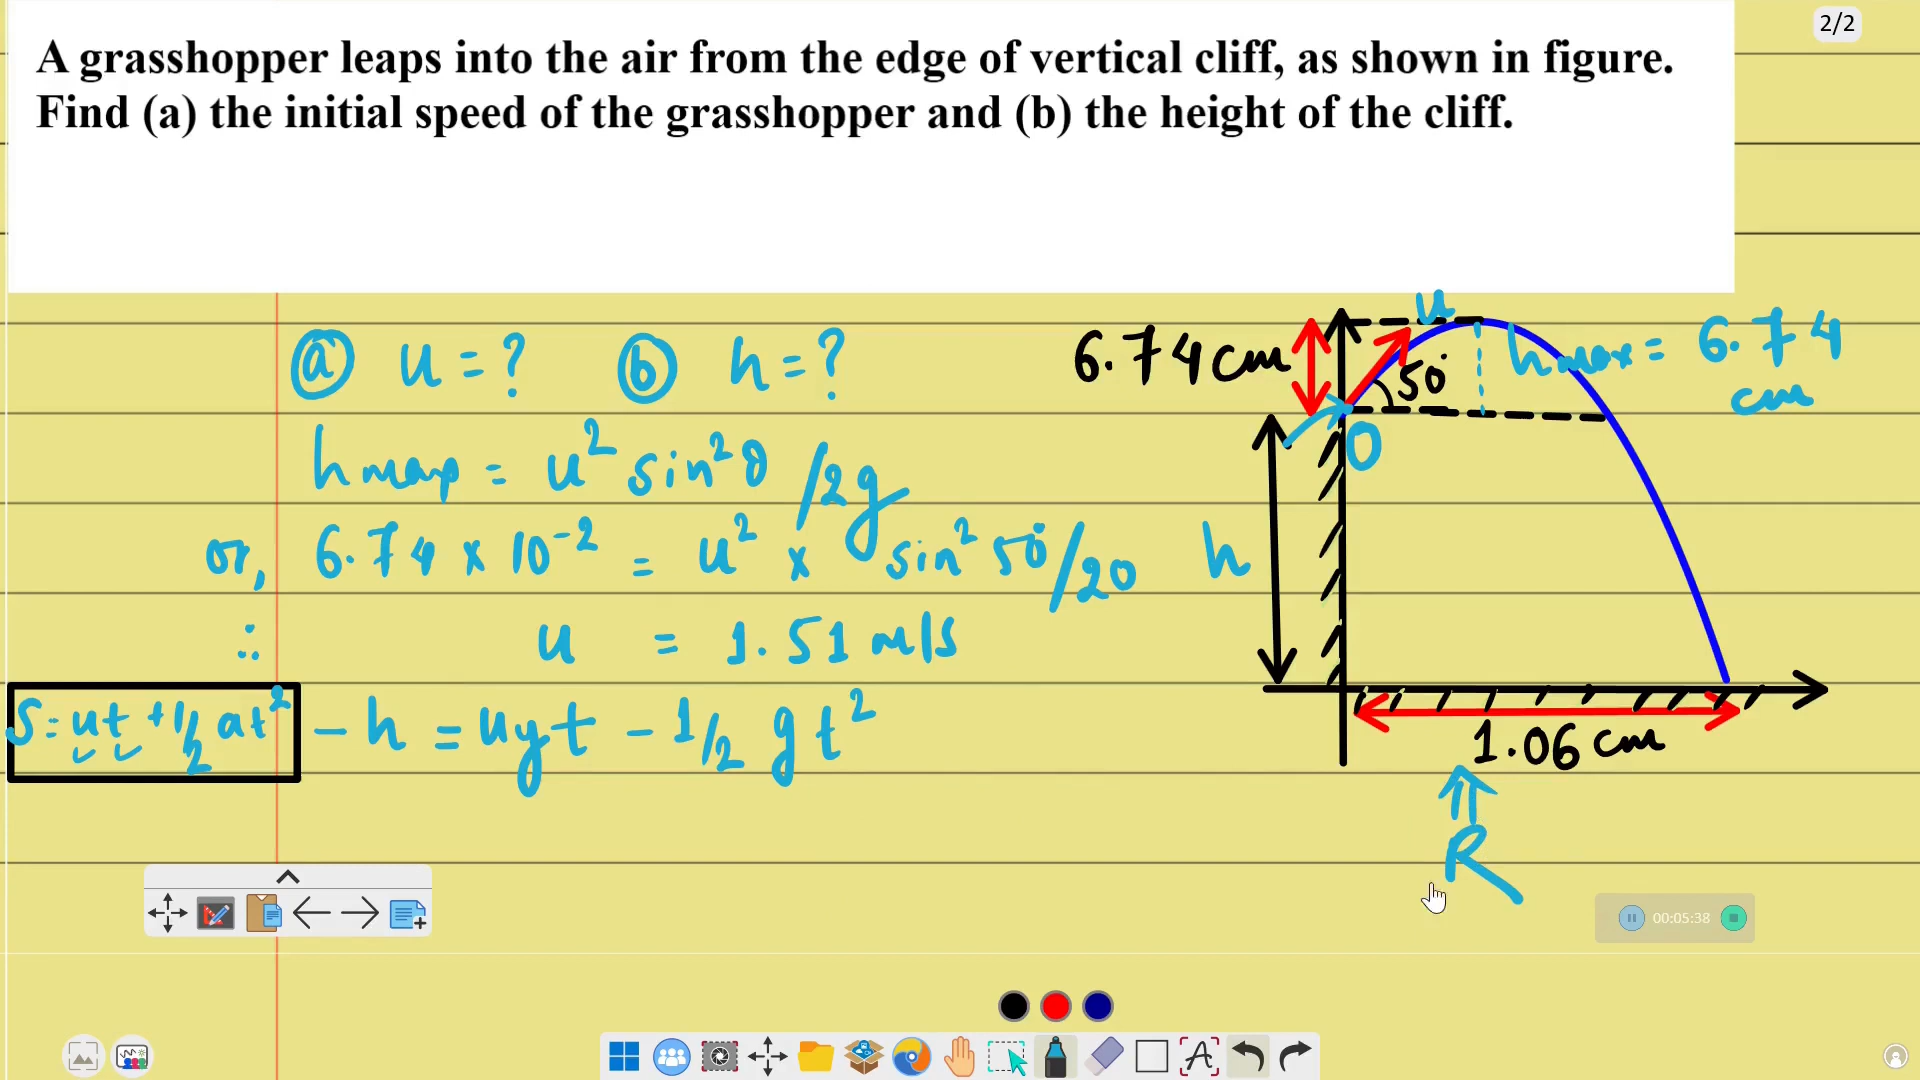 2/2
A grasshopper leaps into the air from the edge of vertical cliff, as shown in figure.
Find (a) the initial speed of the grasshopper and (b) the height of the cliff.
(a) u = ? (b) h = ?
hmax = u² sin²θ /2g
or, 6.74 x 10⁻² = u² x sin² 50° /20
∴ u = 1.51 m/s
S = ut + 1/2 at² - h = uyt - 1/2 gt²
6.74 cm
u
50°
hmax = 6.74
cm
O
h
1.06 cm
R
00:05:38